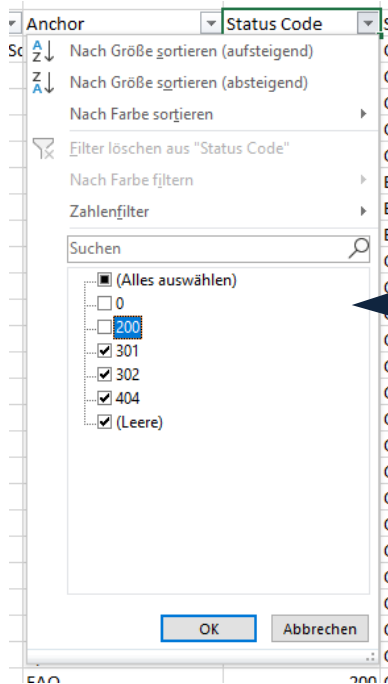 Anchor Status Code S
Sc Nach Größe sortieren (aufsteigend)
Nach Größe sortieren (absteigend)
Nach Farbe sortieren
Filter löschen aus "Status Code"
Nach Farbe filtern
Zahlenfilter
Suchen
(Alles auswählen)
0
200
301
302
404
(Leere)
OK Abbrechen
FAQ 200